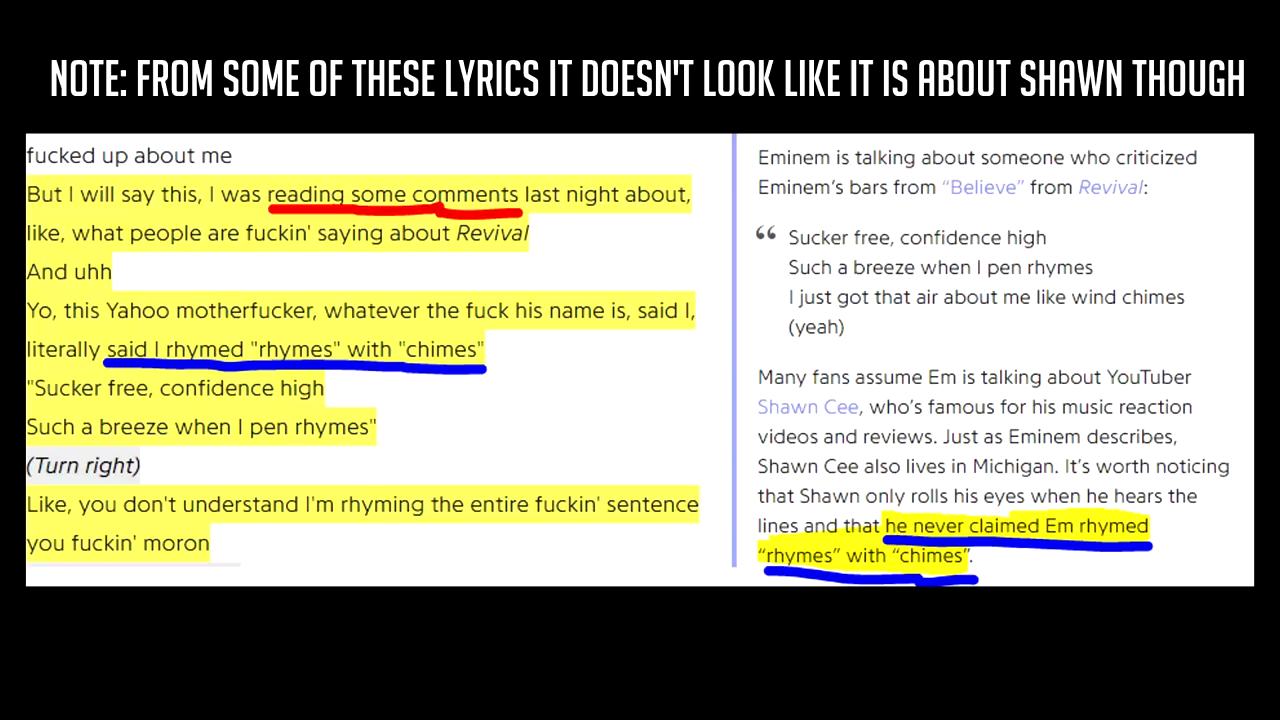 NOTE: FROM SOME OF THESE LYRICS IT DOESN'T LOOK LIKE IT IS ABOUT SHAWN THOUGH
fucked up about me
But I will say this, I was reading some comments last night about,
like, what people are fuckin' saying about Revival
And uhh
Yo, this Yahoo motherfucker, whatever the fuck his name is, said I,
literally said I rhymed "rhymes" with "chimes"
"Sucker free, confidence high
Such a breeze when I pen rhymes"
(Turn right)
Like, you don't understand I'm rhyming the entire fuckin' sentence
you fuckin' moron
Eminem is talking about someone who criticized
Eminem's bars from “Believe” from Revival:
“ Sucker free, confidence high
Such a breeze when I pen rhymes
I just got that air about me like wind chimes
(yeah)
Many fans assume Em is talking about YouTuber
Shawn Cee, who's famous for his music reaction
videos and reviews. Just as Eminem describes,
Shawn Cee also lives in Michigan. It's worth noticing
that Shawn only rolls his eyes when he hears the
lines and that he never claimed Em rhymed
“rhymes” with “chimes”.